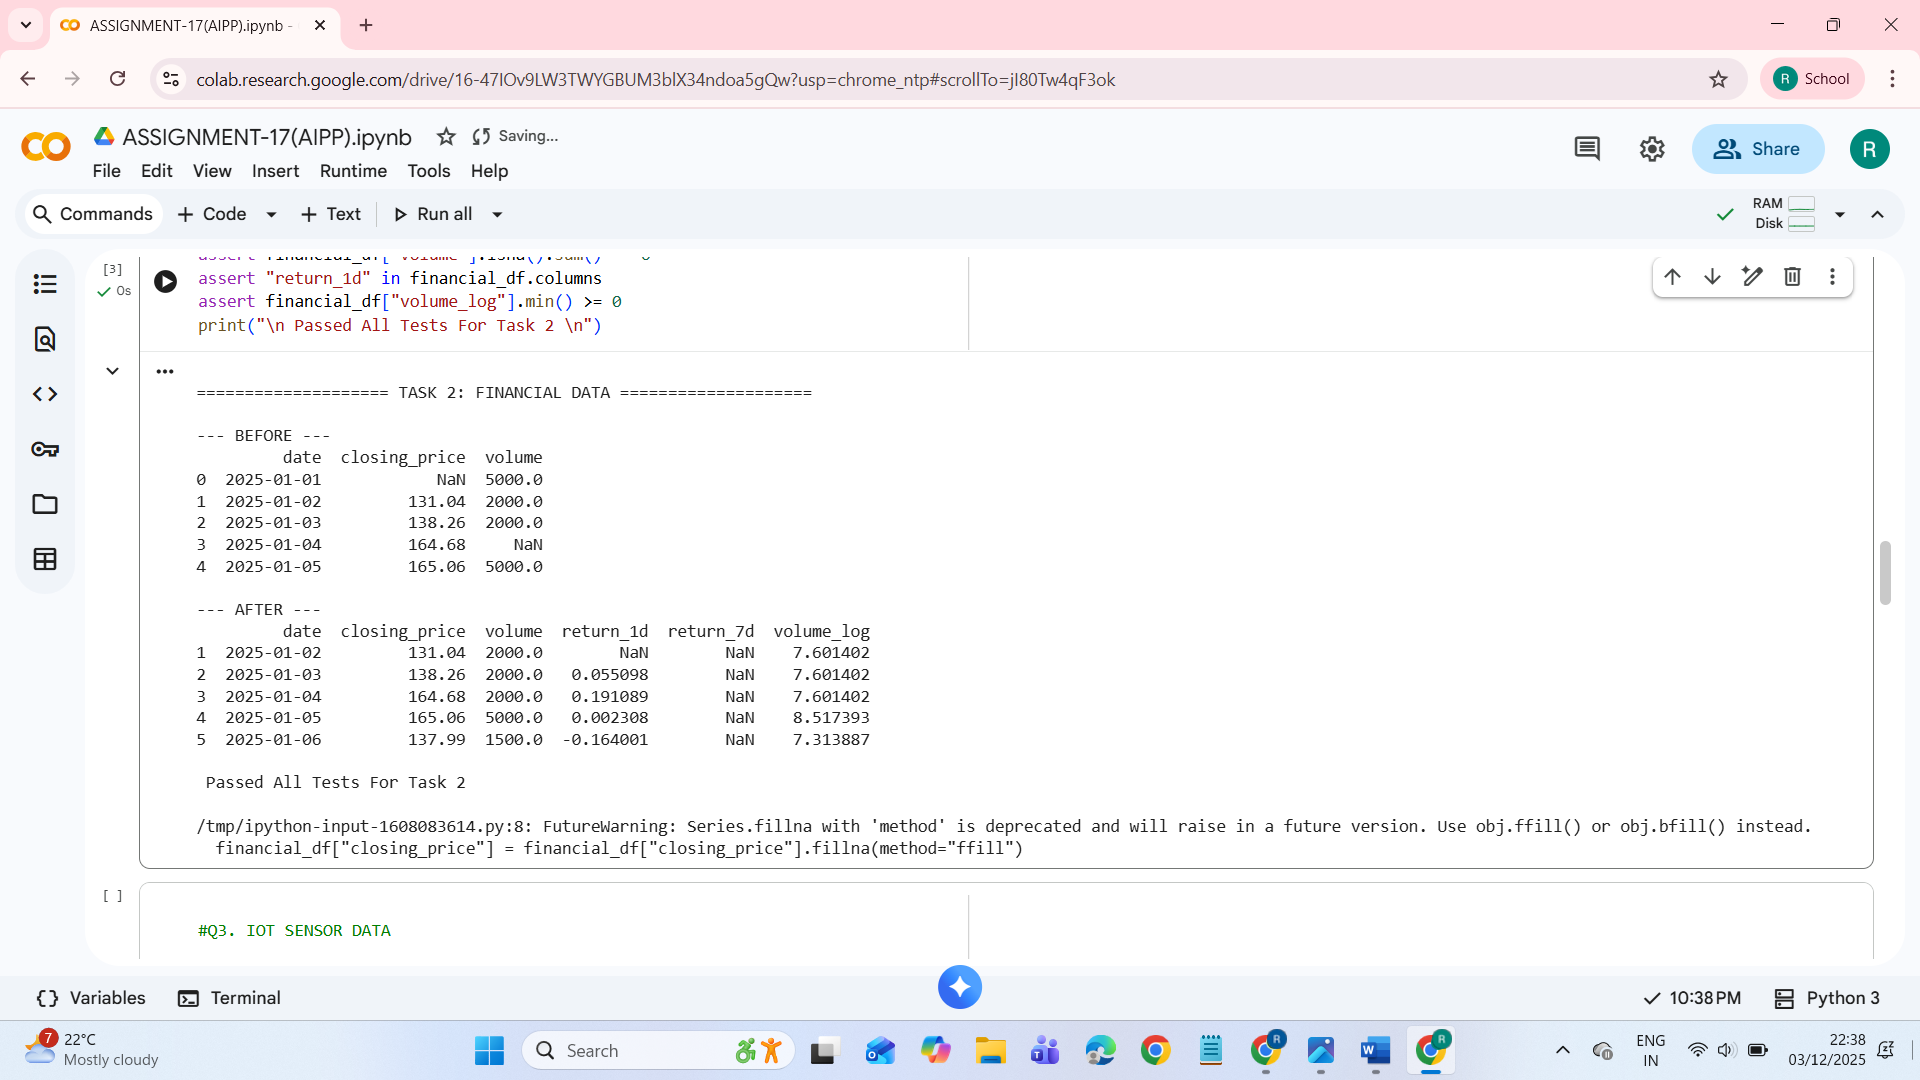 ASSIGNMENT-17(AIPP).ipynb -
colab.research.google.com/drive/16-47IOv9LW3TWYGBUM3blX34ndoa5gQw?usp=chrome_ntp#scrollTo=jI80Tw4qF3ok
R School
ASSIGNMENT-17(AIPP).ipynb Saving...
File Edit View Insert Runtime Tools Help
Share
R
Commands + Code + Text Run all
RAM
Disk
[3]
0s
assert "return_1d" in financial_df.columns
assert financial_df["volume_log"].min() >= 0
print("\n Passed All Tests For Task 2 \n")
==================== TASK 2: FINANCIAL DATA ====================
--- BEFORE ---
date closing_price volume
0 2025-01-01 NaN 5000.0
1 2025-01-02 131.04 2000.0
2 2025-01-03 138.26 2000.0
3 2025-01-04 164.68 NaN
4 2025-01-05 165.06 5000.0
--- AFTER ---
date closing_price volume return_1d return_7d volume_log
1 2025-01-02 131.04 2000.0 NaN NaN 7.601402
2 2025-01-03 138.26 2000.0 0.055098 NaN 7.601402
3 2025-01-04 164.68 2000.0 0.191089 NaN 7.601402
4 2025-01-05 165.06 5000.0 0.002308 NaN 8.517393
5 2025-01-06 137.99 1500.0 -0.164001 NaN 7.313887
Passed All Tests For Task 2
/tmp/ipython-input-1608083614.py:8: FutureWarning: Series.fillna with 'method' is deprecated and will raise in a future version. Use obj.ffill() or obj.bfill() instead.
financial_df["closing_price"] = financial_df["closing_price"].fillna(method="ffill")
[ ]
#Q3. IOT SENSOR DATA
{} Variables Terminal
10:38 PM Python 3
7
22°C
Mostly cloudy
Search
ENG
IN
22:38
03/12/2025